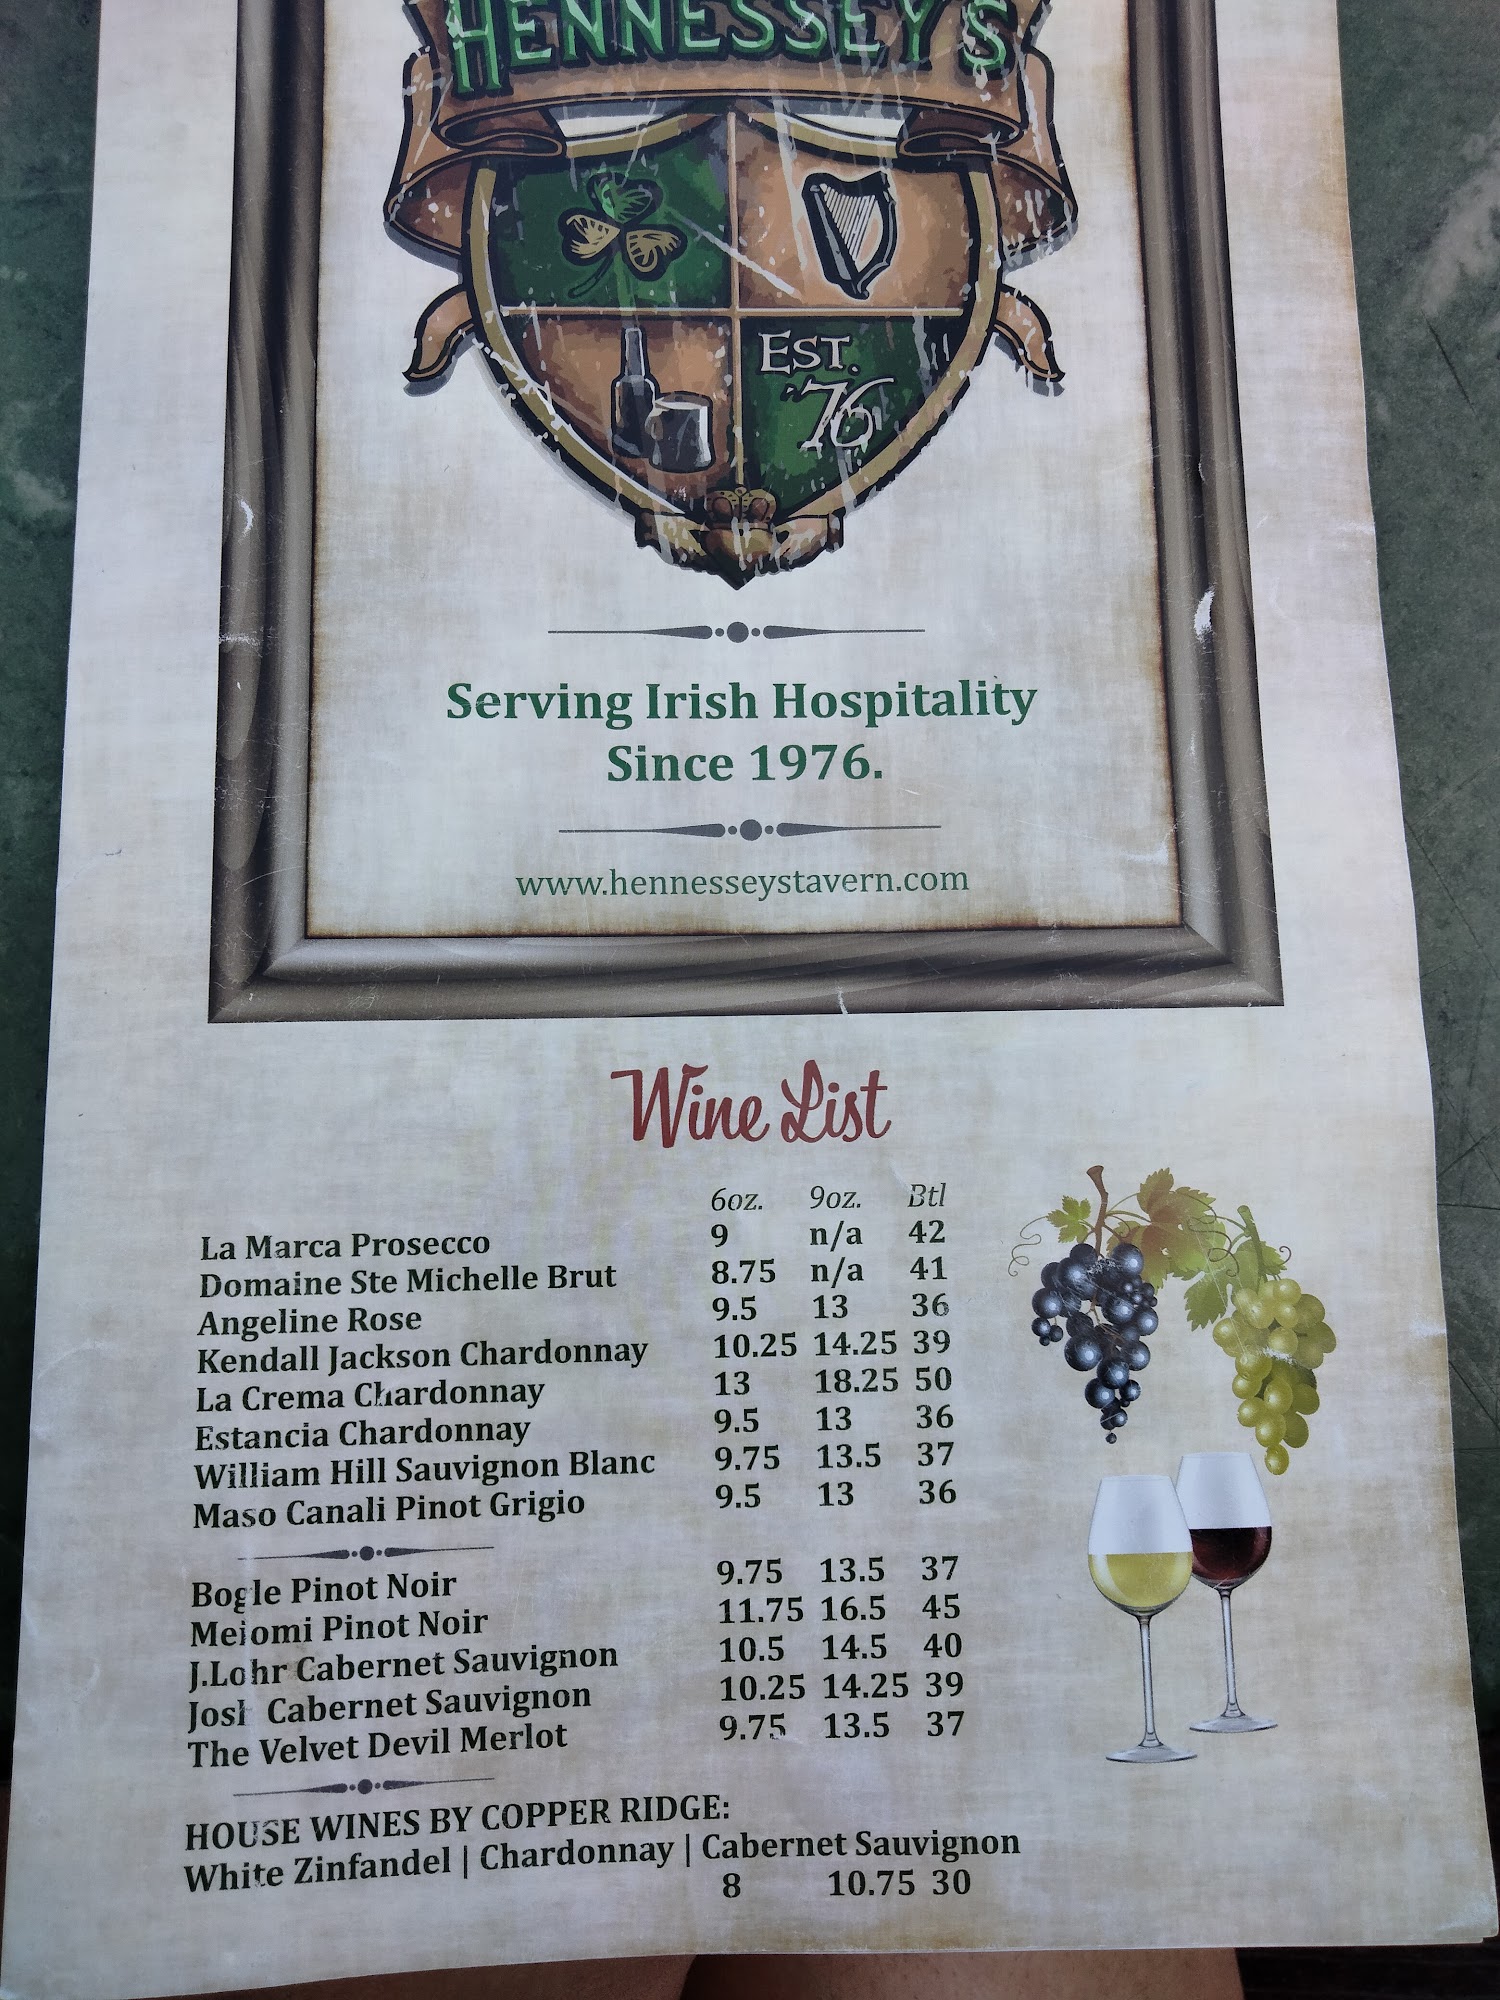 HENNESSEY'S
EST.
'76
Serving Irish Hospitality
Since 1976.
www.hennesseystavern.com
Wine List
6oz. 9oz. Btl
La Marca Prosecco 9 n/a 42
Domaine Ste Michelle Brut 8.75 n/a 41
Angeline Rose 9.5 13 36
Kendall Jackson Chardonnay 10.25 14.25 39
La Crema Chardonnay 13 18.25 50
Estancia Chardonnay 9.5 13 36
William Hill Sauvignon Blanc 9.75 13.5 37
Maso Canali Pinot Grigio 9.5 13 36
Bogle Pinot Noir 9.75 13.5 37
Meiomi Pinot Noir 11.75 16.5 45
J.Lohr Cabernet Sauvignon 10.5 14.5 40
Josh Cabernet Sauvignon 10.25 14.25 39
The Velvet Devil Merlot 9.75 13.5 37
HOUSE WINES BY COPPER RIDGE:
White Zinfandel | Chardonnay | Cabernet Sauvignon
8 10.75 30